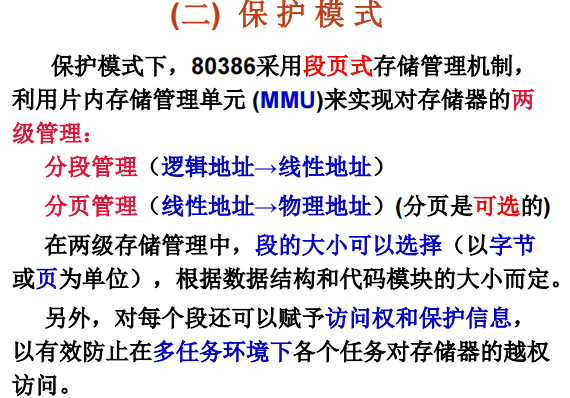 (二) 保 护 模 式
保护模式下，80386采用段页式存储管理机制，
利用片内存储管理单元 (MMU)来实现对存储器的两
级管理：
分段管理（逻辑地址→线性地址）
分页管理（线性地址→物理地址）(分页是可选的)
在两级存储管理中，段的大小可以选择（以字节
或页为单位），根据数据结构和代码模块的大小而定。
另外，对每个段还可以赋予访问权和保护信息，
以有效防止在多任务环境下各个任务对存储器的越权
访问。